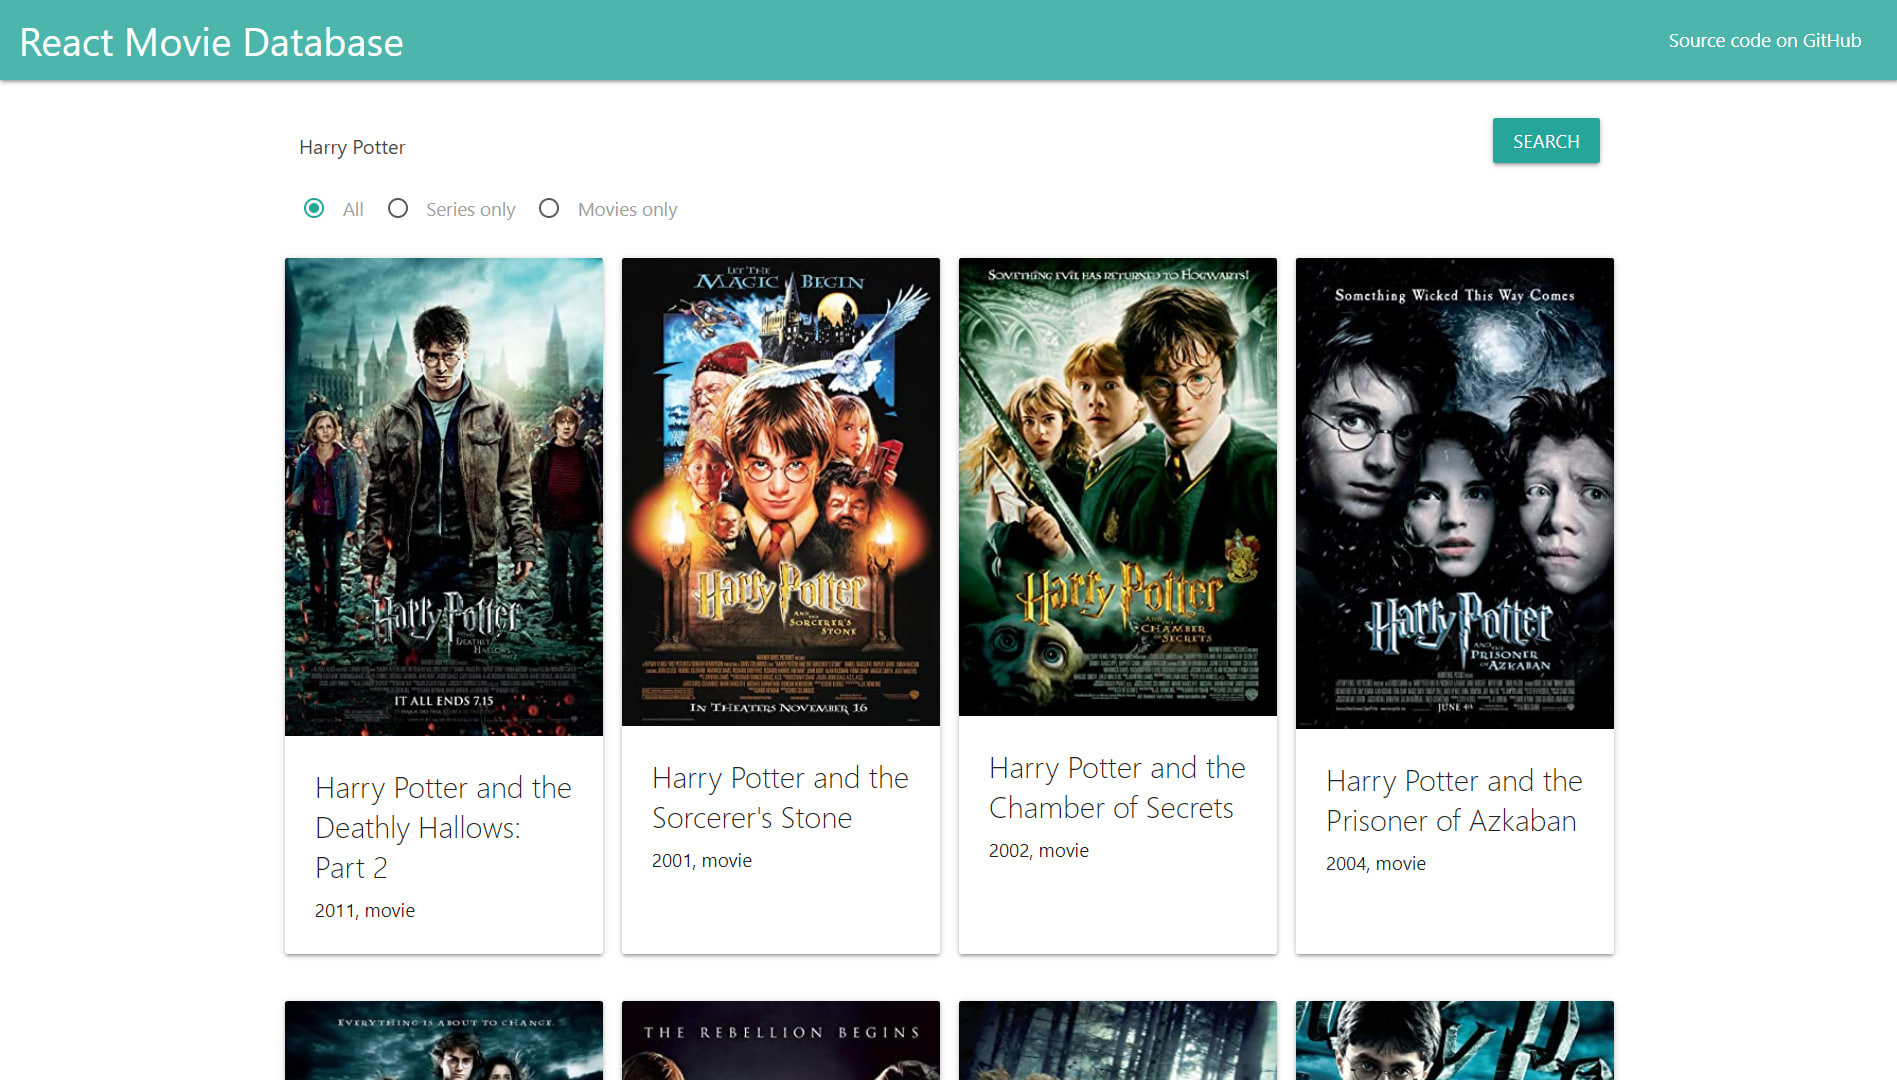 React Movie Database
Source code on GitHub
Harry Potter
SEARCH
All
Series only
Movies only
Harry Potter
AND THE
DEATHLY
HALLOWS
IT ALL ENDS 7.15
Harry Potter and the
Deathly Hallows:
Part 2
2011, movie
LET THE
MAGIC BEGIN
Harry Potter
AND THE
SORCERER'S
STONE
IN THEATERS NOVEMBER 16
Harry Potter and the
Sorcerer's Stone
2001, movie
SOMETHING EVIL HAS RETURNED TO HOGWARTS!
Harry Potter
AND THE
CHAMBER
OF SECRETS
Harry Potter and the
Chamber of Secrets
2002, movie
Something Wicked This Way Comes
Harry Potter
AND THE
PRISONER
OF AZKABAN
JUNE 4th
Harry Potter and the
Prisoner of Azkaban
2004, movie
EVERYTHING IS ABOUT TO CHANGE.
THE REBELLION BEGINS